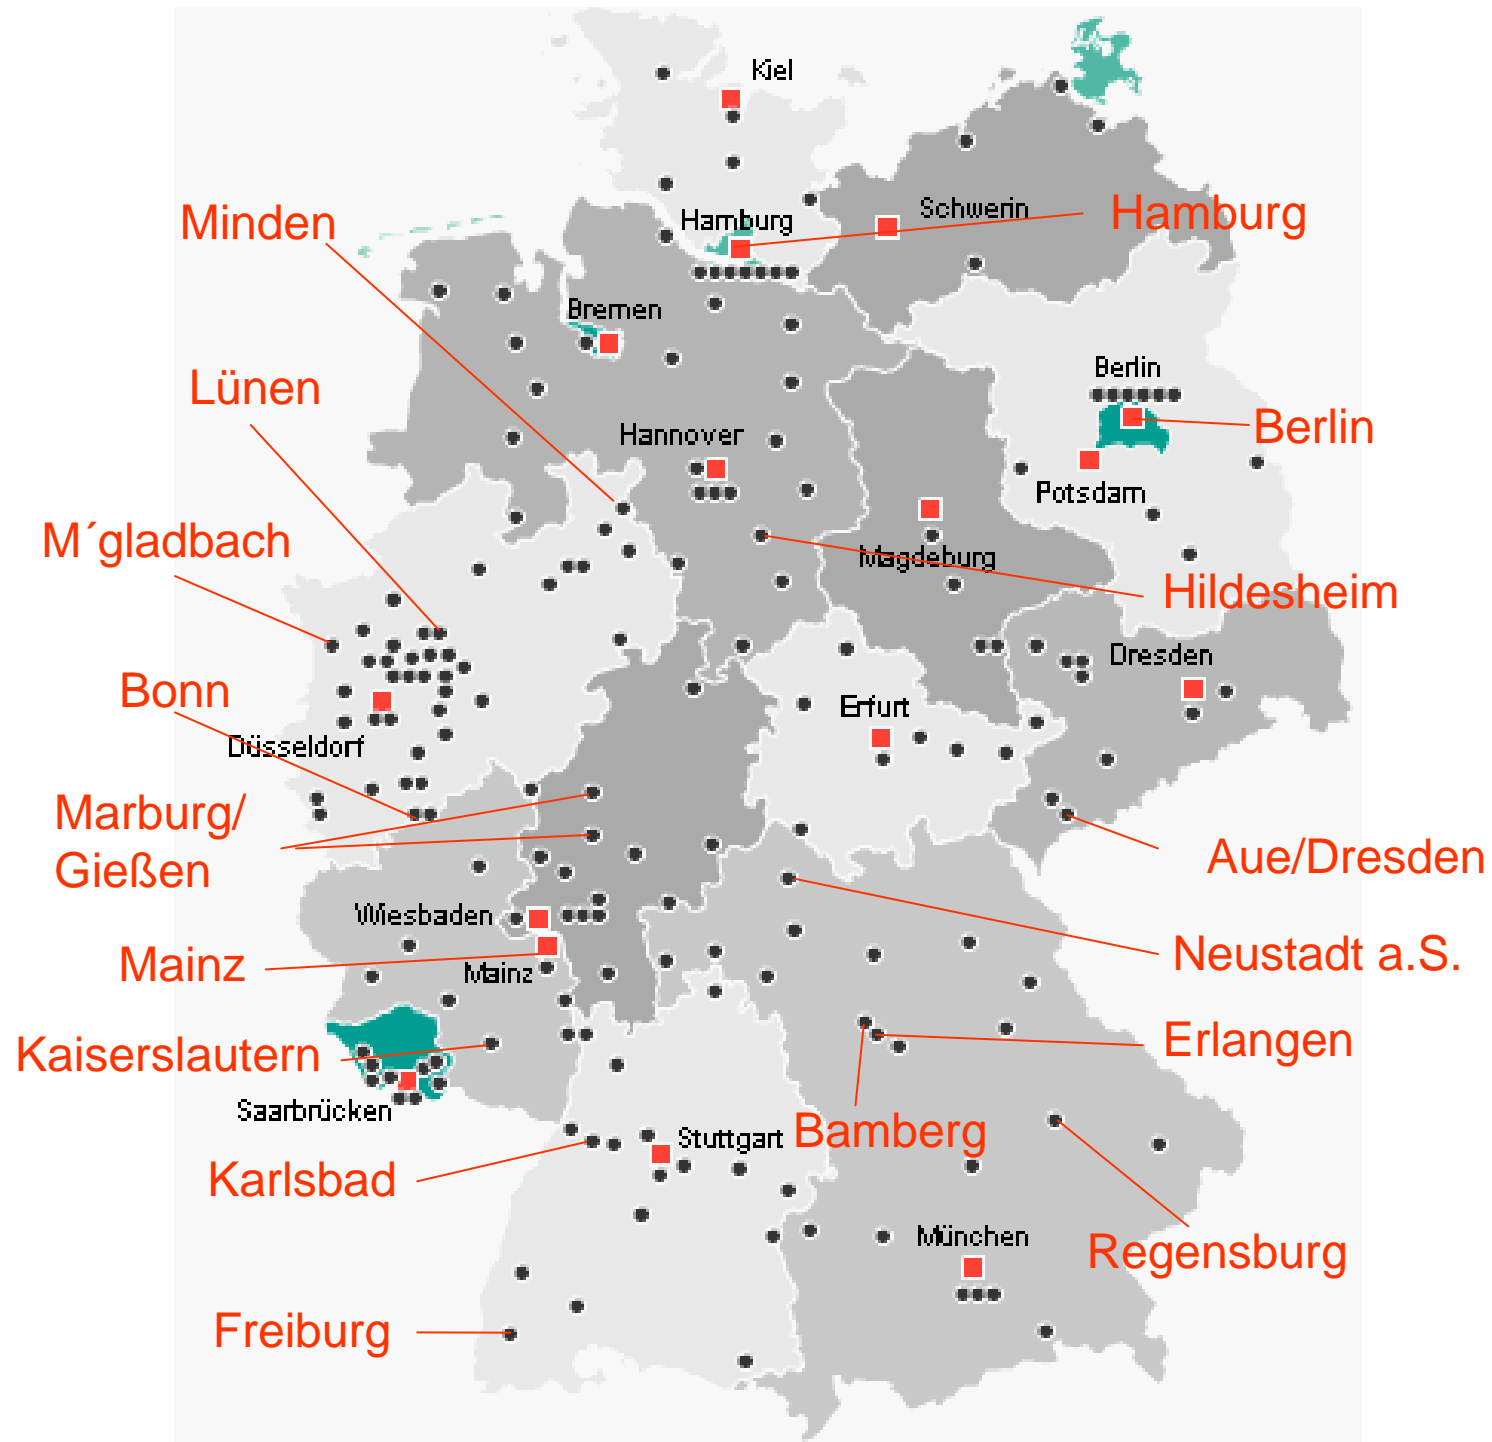 Kiel
Schwerin
Hamburg
Hamburg
Minden
Bremen
Berlin
Lünen
Berlin
Hannover
Potsdam
M´gladbach
Magdeburg
Hildesheim
Dresden
Bonn
Erfurt
Düsseldorf
Marburg/
Gießen
Aue/Dresden
Wiesbaden
Neustadt a.S.
Mainz
Mainz
Kaiserslautern
Erlangen
Saarbrücken
Bamberg
Stuttgart
Karlsbad
München
Regensburg
Freiburg